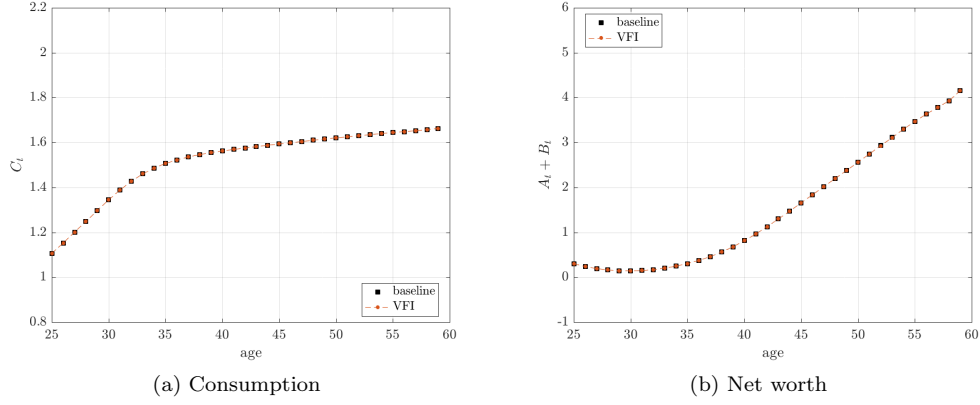 2.2
2
1.8
1.6
1.4
1.2
1
0.8
25 30 35 40 45 50 55 60
C_t
age
baseline
VFI
(a) Consumption
6
5
4
3
2
1
0
-1
25 30 35 40 45 50 55 60
A_t + B_t
age
baseline
VFI
(b) Net worth